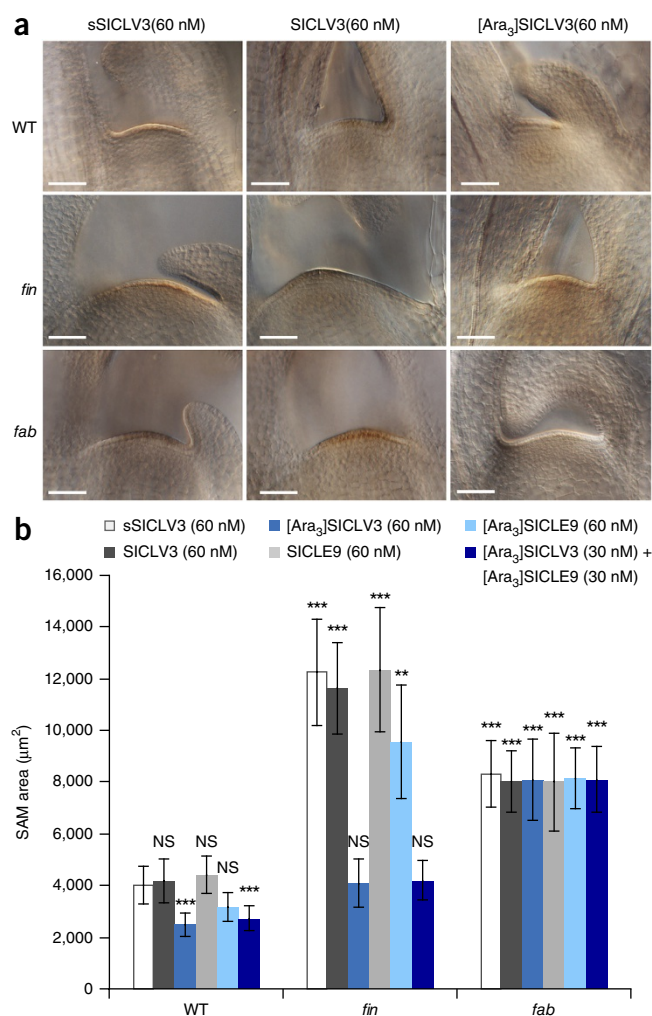 a
sSlCLV3(60 nM) SlCLV3(60 nM) [Ara3]SlCLV3(60 nM)
WT
fin
fab
b
sSlCLV3 (60 nM) [Ara3]SlCLV3 (60 nM) [Ara3]SlCLE9 (60 nM)
SlCLV3 (60 nM) SlCLE9 (60 nM) [Ara3]SlCLV3 (30 nM) +
[Ara3]SlCLE9 (30 nM)
16,000
14,000
12,000
10,000
8,000
6,000
4,000
2,000
0
SAM area (µm²)
NS *** NS NS ***
*** *** NS *** ** NS
*** *** *** *** *** ***
WT fin fab